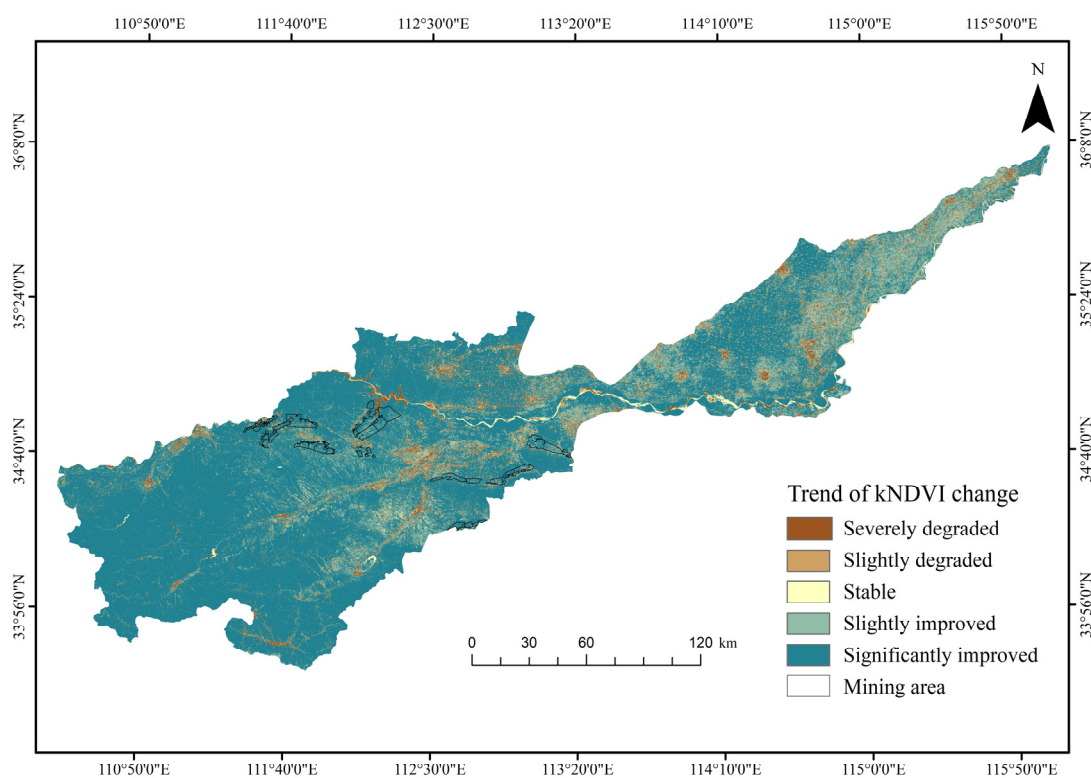 110°50'0"E 111°40'0"E 112°30'0"E 113°20'0"E 114°10'0"E 115°0'0"E 115°50'0"E
N
36°8'0"N 36°8'0"N
35°24'0"N 35°24'0"N
34°40'0"N 34°40'0"N
33°56'0"N 33°56'0"N
Trend of kNDVI change
Severely degraded
Slightly degraded
Stable
Slightly improved
Significantly improved
Mining area
0 30 60 120 km
110°50'0"E 111°40'0"E 112°30'0"E 113°20'0"E 114°10'0"E 115°0'0"E 115°50'0"E